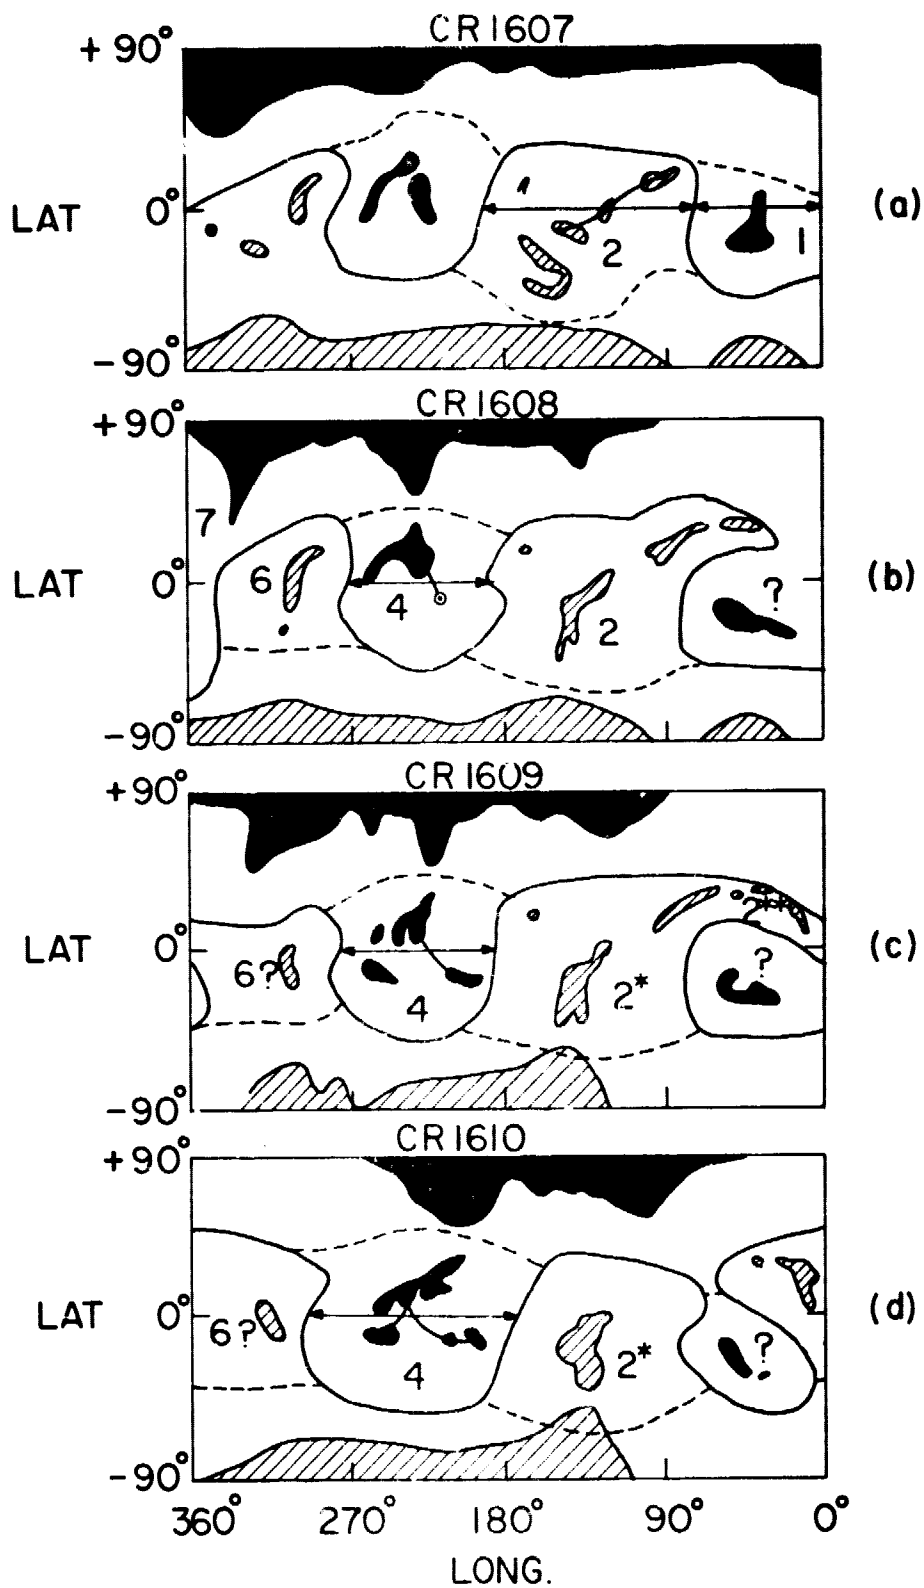 CR1607
+90°
LAT 0° 2 1 (a)
-90°
CR1608
+90°
7
LAT 0° 6 4 2 ? (b)
-90°
CR1609
+90°
2**
LAT 0° 6? 4 2* ? (c)
-90°
CR1610
+90°
LAT 0° 6? 4 2* ? (d)
-90°
360° 270° 180° 90° 0°
LONG.